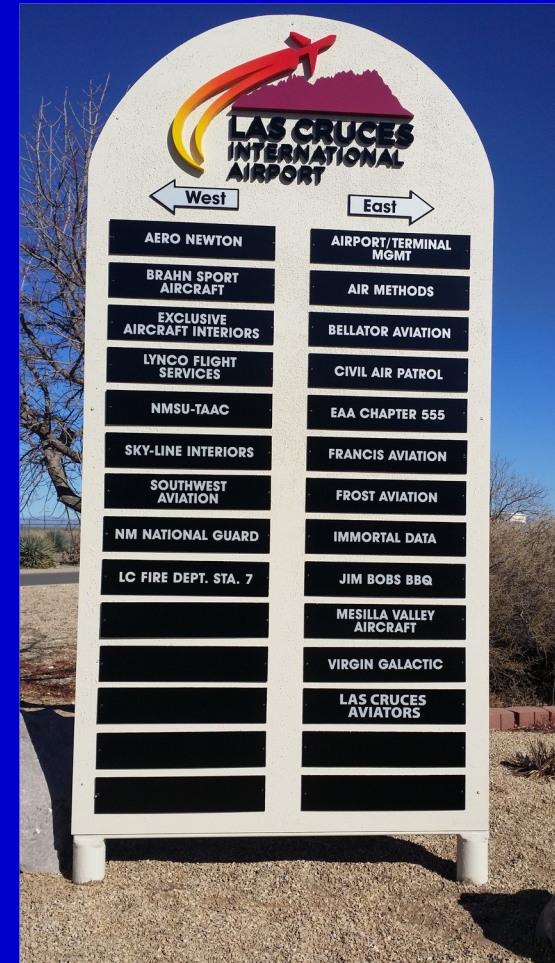 LAS CRUCES
INTERNATIONAL
AIRPORT
West
East
AERO NEWTON
BRAHN SPORT
AIRCRAFT
EXCLUSIVE
AIRCRAFT INTERIORS
LYNCO FLIGHT
SERVICES
NMSU-TAAC
SKY-LINE INTERIORS
SOUTHWEST
AVIATION
NM NATIONAL GUARD
LC FIRE DEPT. STA. 7
AIRPORT/TERMINAL
MGMT
AIR METHODS
BELLATOR AVIATION
CIVIL AIR PATROL
EAA CHAPTER 555
FRANCIS AVIATION
FROST AVIATION
IMMORTAL DATA
JIM BOBS BBQ
MESILLA VALLEY
AIRCRAFT
VIRGIN GALACTIC
LAS CRUCES
AVIATORS